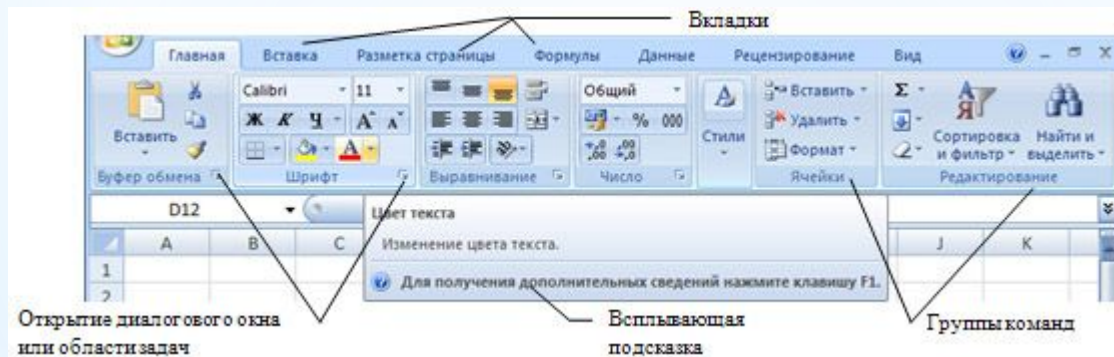 Вкладки
Главная Вставка Разметка страницы Формулы Данные Рецензирование Вид
Calibri 11 Общий Вставить
Ж К Ч А А % 000 Удалить
Вставить Стили Формат Сортировка и фильтр Найти и выделить
Буфер обмена Шрифт Выравнивание Число Ячейки Редактирование
D12
Цвет текста
A B C J K
Изменение цвета текста.
1
Для получения дополнительных сведений нажмите клавишу F1.
2
Открытие диалогового окна
или области задач
Всплывающая
подсказка
Группы команд